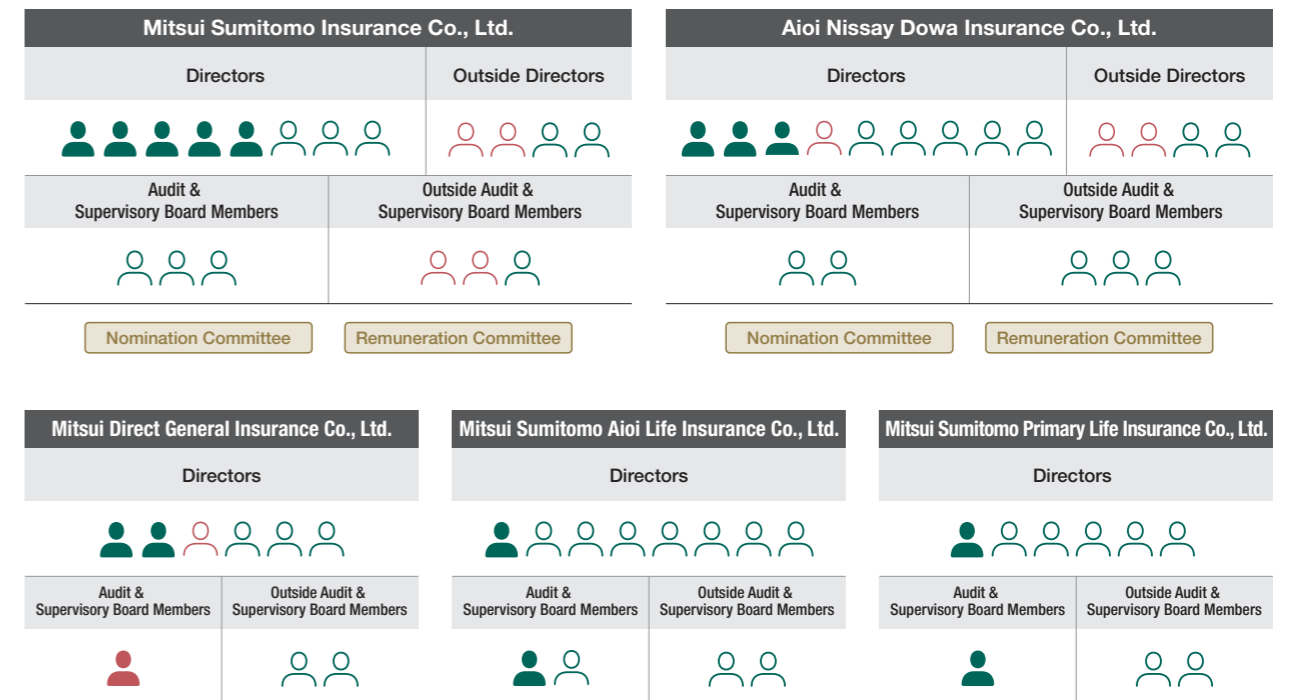 Mitsui Sumitomo Insurance Co., Ltd.
Directors
Outside Directors
Audit &
Supervisory Board Members
Outside Audit &
Supervisory Board Members
Nomination Committee
Remuneration Committee
Aioi Nissay Dowa Insurance Co., Ltd.
Directors
Outside Directors
Audit &
Supervisory Board Members
Outside Audit &
Supervisory Board Members
Nomination Committee
Remuneration Committee
Mitsui Direct General Insurance Co., Ltd.
Directors
Audit &
Supervisory Board Members
Outside Audit &
Supervisory Board Members
Mitsui Sumitomo Aioi Life Insurance Co., Ltd.
Directors
Audit &
Supervisory Board Members
Outside Audit &
Supervisory Board Members
Mitsui Sumitomo Primary Life Insurance Co., Ltd.
Directors
Audit &
Supervisory Board Members
Outside Audit &
Supervisory Board Members